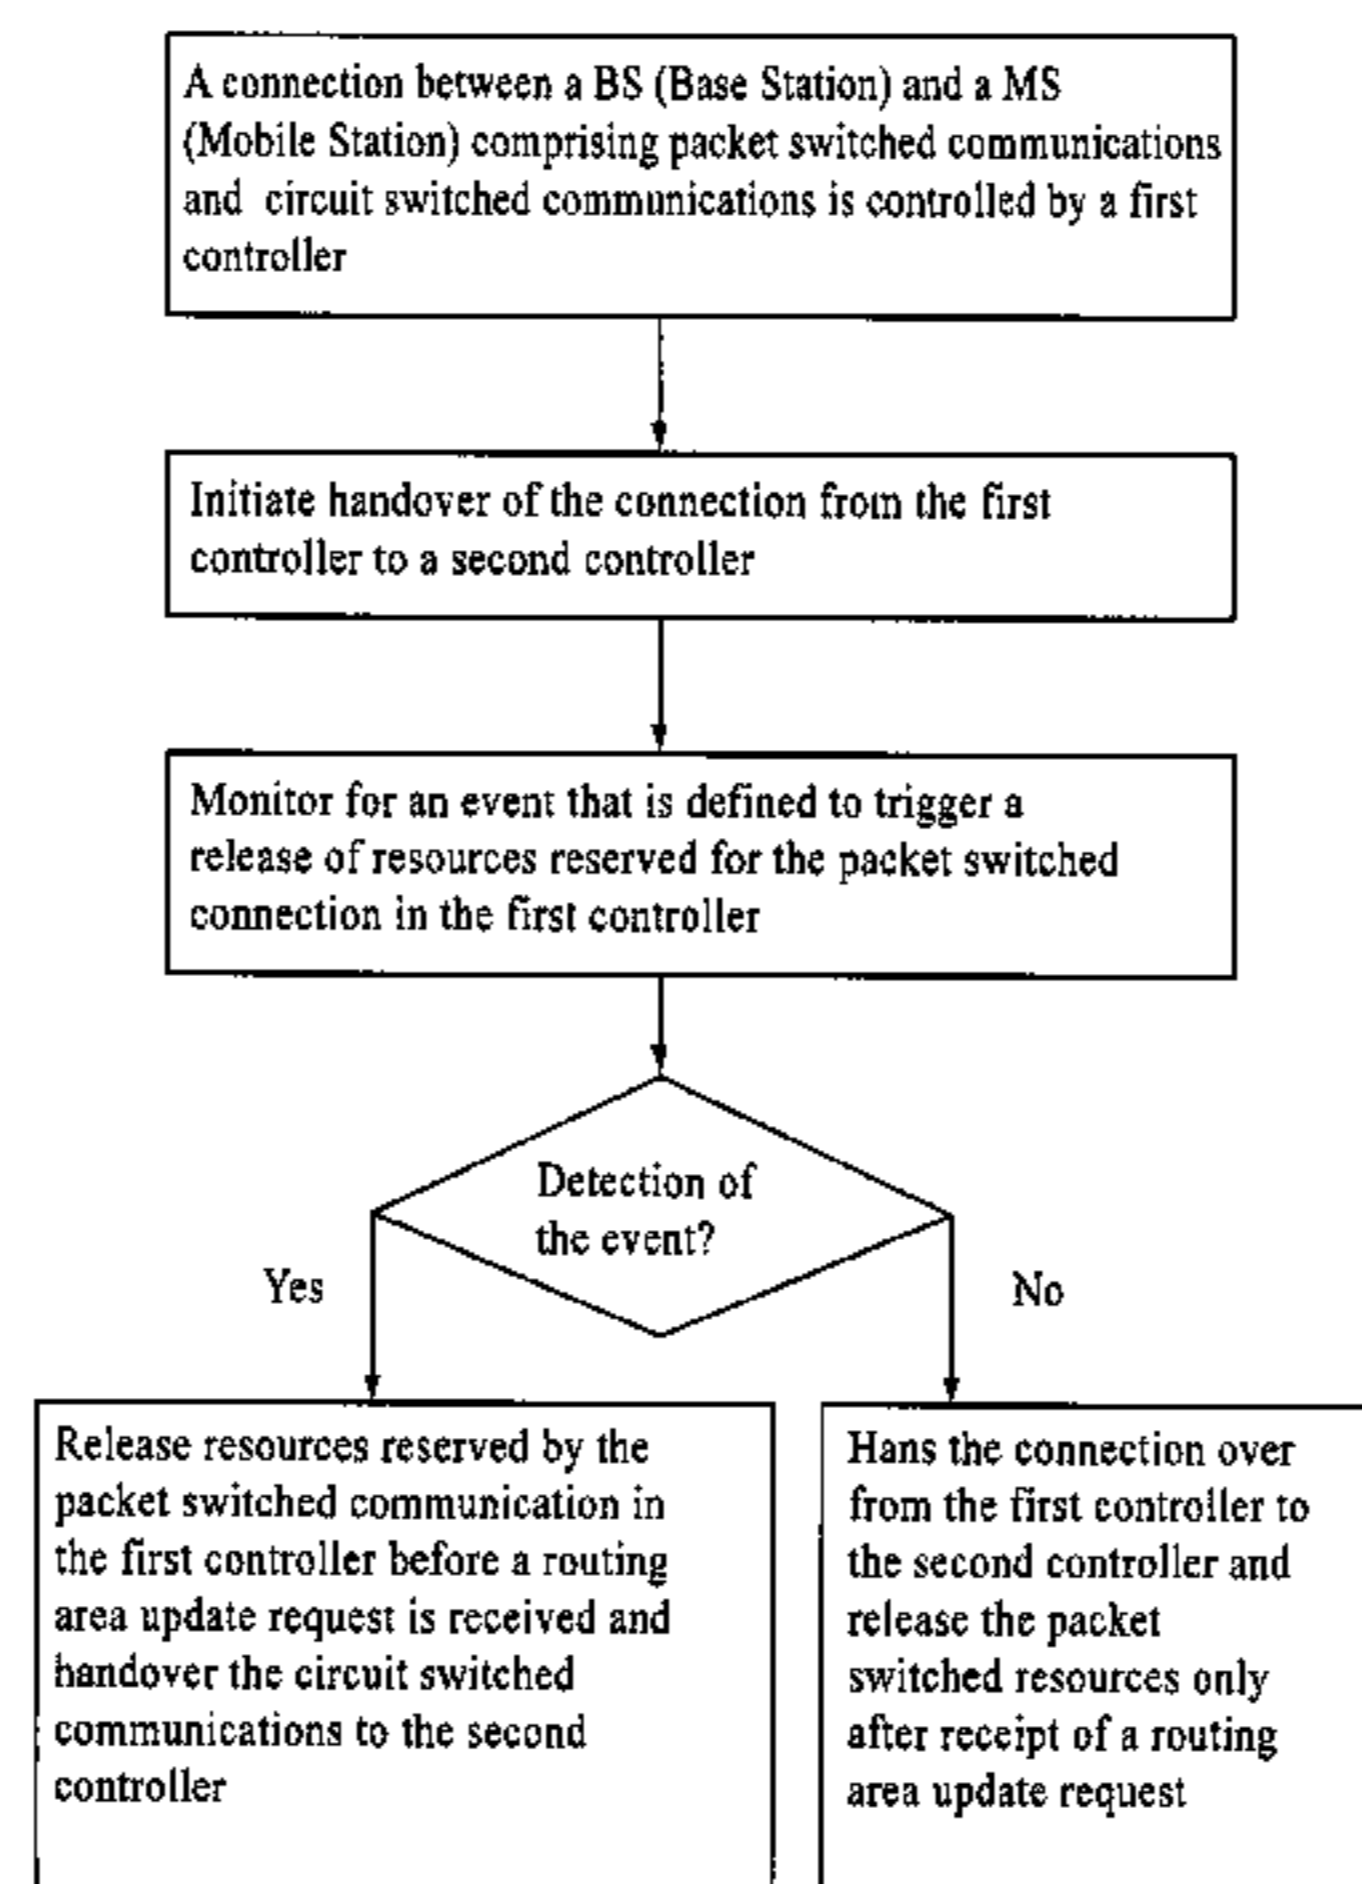 A connection between a BS (Base Station) and a MS
(Mobile Station) comprising packet switched communications
and circuit switched communications is controlled by a first
controller
Initiate handover of the connection from the first
controller to a second controller
Monitor for an event that is defined to trigger a
release of resources reserved for the packet switched
connection in the first controller
Detection of
the event?
Yes
No
Release resources reserved by the
packet switched communication in
the first controller before a routing
area update request is received and
handover the circuit switched
communications to the second
controller
Hans the connection over
from the first controller to
the second controller and
release the packet
switched resources only
after receipt of a routing
area update request